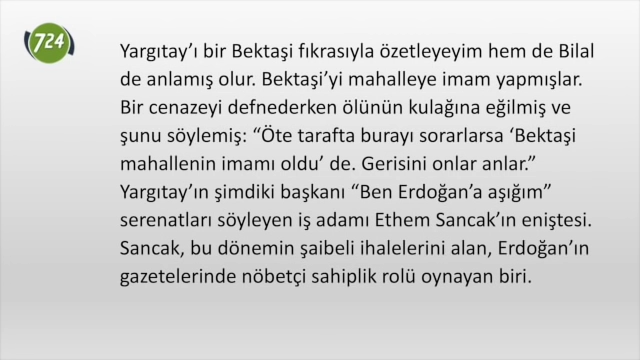 724
Yargıtay’ı bir Bektaşi fıkrasıyla özetleyeyim hem de Bilal
de anlamış olur. Bektaşi’yi mahalleye imam yapmışlar.
Bir cenazeyi defnederken ölünün kulağına eğilmiş ve
şunu söylemiş: “Öte tarafta burayı sorarlarsa ‘Bektaşi
mahallenin imamı oldu’ de. Gerisini onlar anlar.”
Yargıtay’ın şimdiki başkanı “Ben Erdoğan’a aşığım”
serenatları söyleyen iş adamı Ethem Sancak’ın eniştesi.
Sancak, bu dönemin şaibeli ihalelerini alan, Erdoğan’ın
gazetelerinde nöbetçi sahiplik rolü oynayan biri.